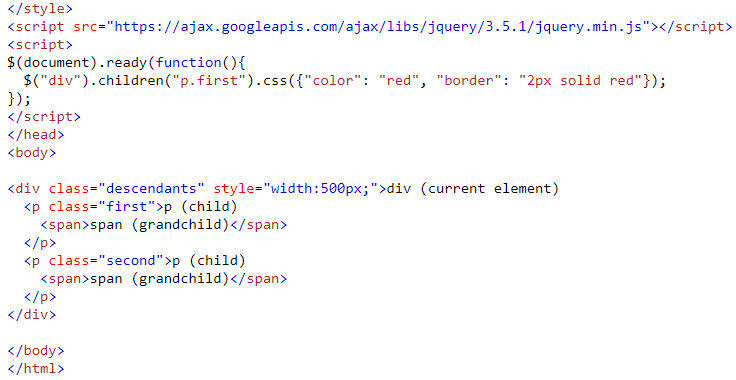 </style>
<script src="https://ajax.googleapis.com/ajax/libs/jquery/3.5.1/jquery.min.js"></script>
<script>
$(document).ready(function(){
  $("div").children("p.first").css({"color": "red", "border": "2px solid red"});
});
</script>
</head>
<body>

<div class="descendants" style="width:500px;">div (current element)
  <p class="first">p (child)
    <span>span (grandchild)</span>
  </p>
  <p class="second">p (child)
    <span>span (grandchild)</span>
  </p>
</div>

</body>
</html>